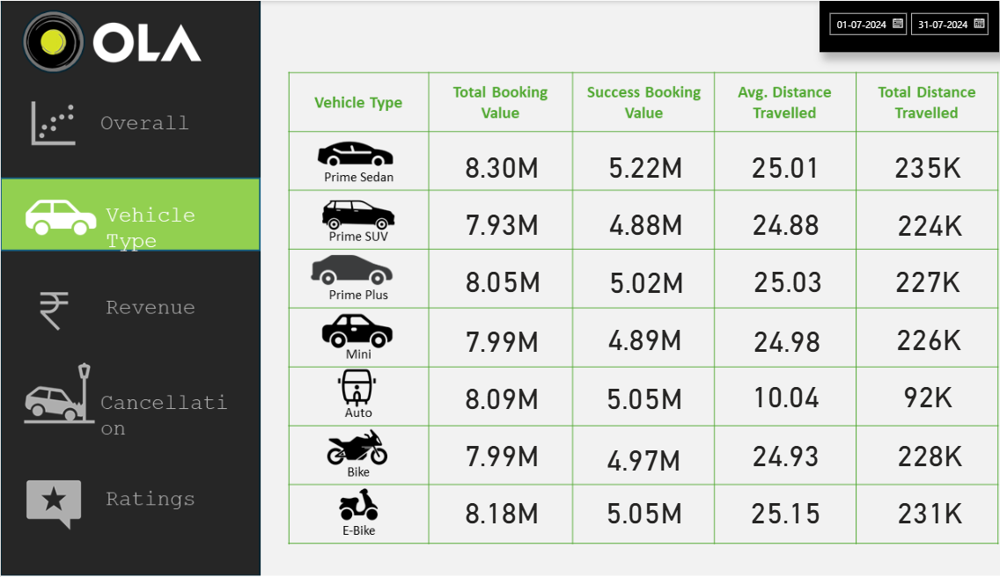 OLA
01-07-2024 31-07-2024
Overall
Vehicle
Type
Revenue
Cancellati
on
Ratings
Vehicle Type
Total Booking
Value
Success Booking
Value
Avg. Distance
Travelled
Total Distance
Travelled
Prime Sedan 8.30M 5.22M 25.01 235K
Prime SUV 7.93M 4.88M 24.88 224K
Prime Plus 8.05M 5.02M 25.03 227K
Mini 7.99M 4.89M 24.98 226K
Auto 8.09M 5.05M 10.04 92K
Bike 7.99M 4.97M 24.93 228K
E-Bike 8.18M 5.05M 25.15 231K